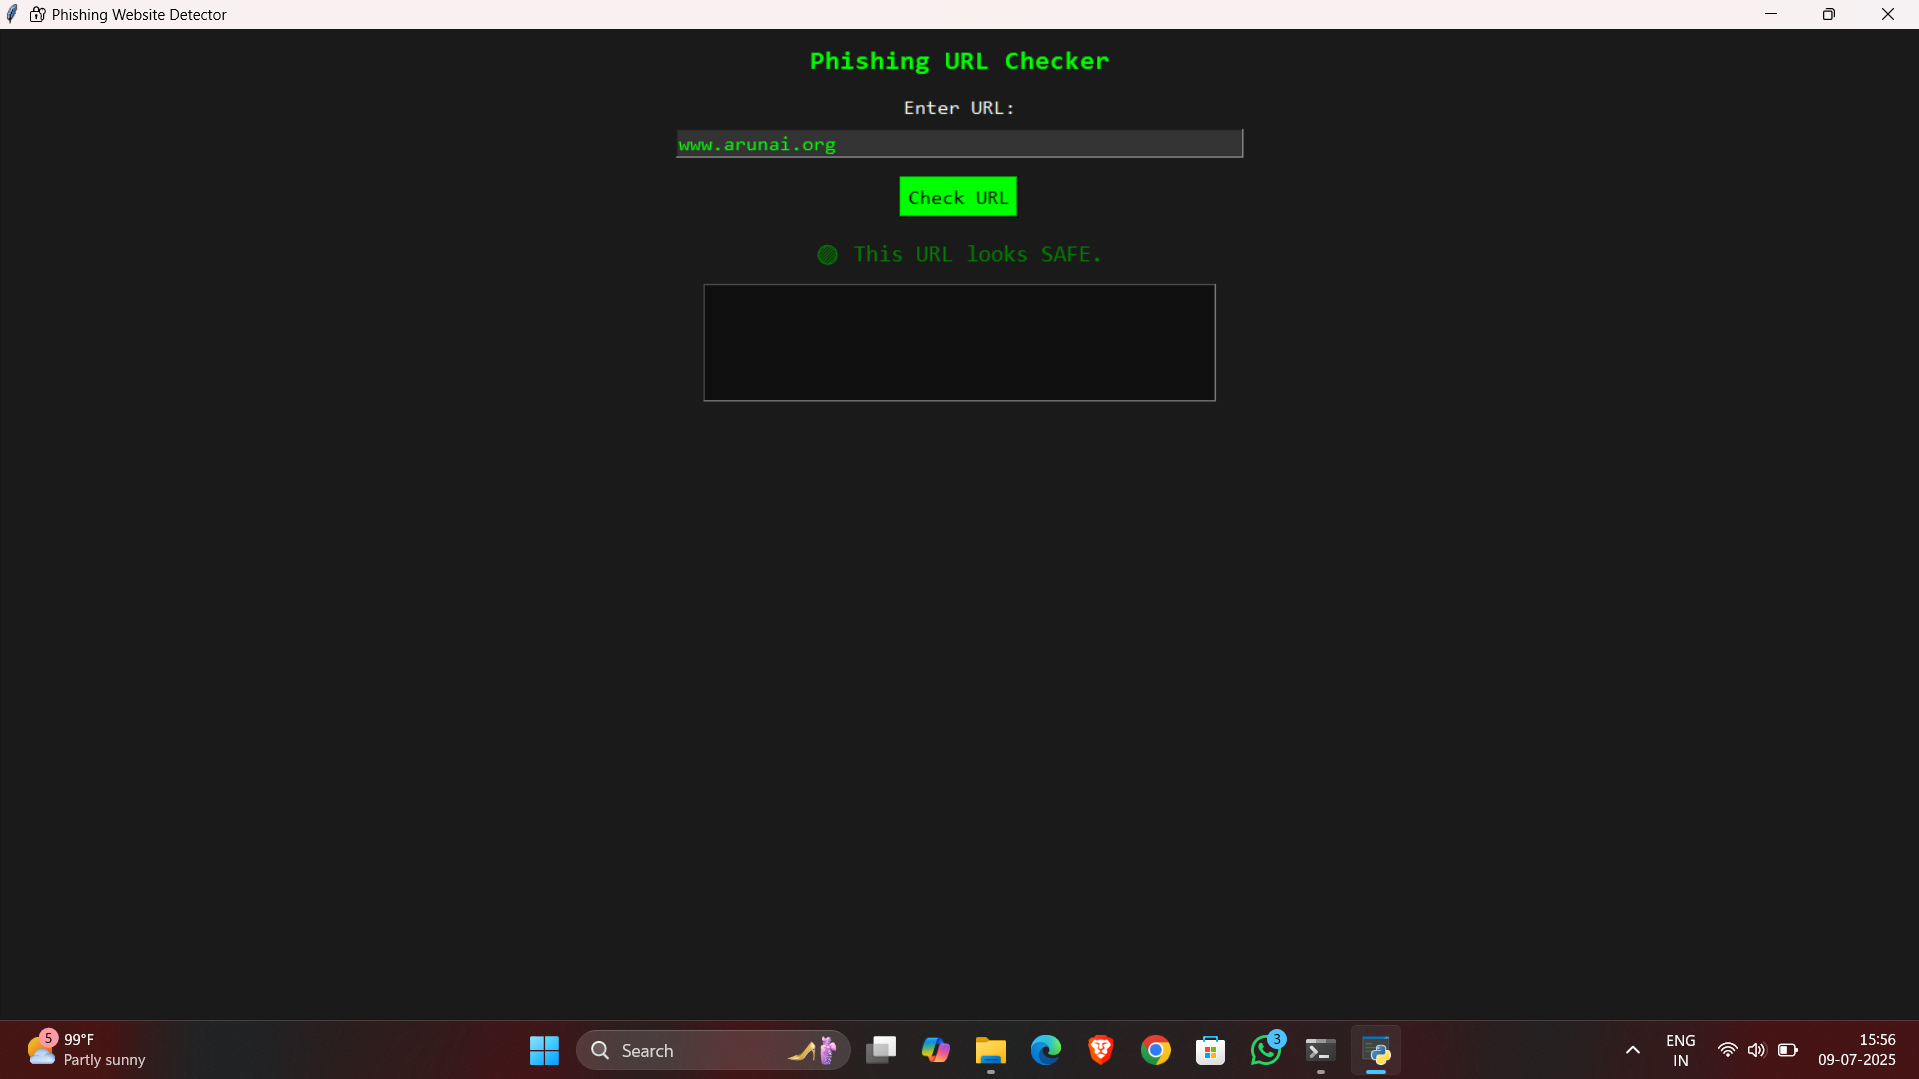 Phishing Website Detector
Phishing URL Checker
Enter URL:
www.arunai.org
Check URL
This URL looks SAFE.
5
99°F
Partly sunny
Search
3
ENG
IN
15:56
09-07-2025